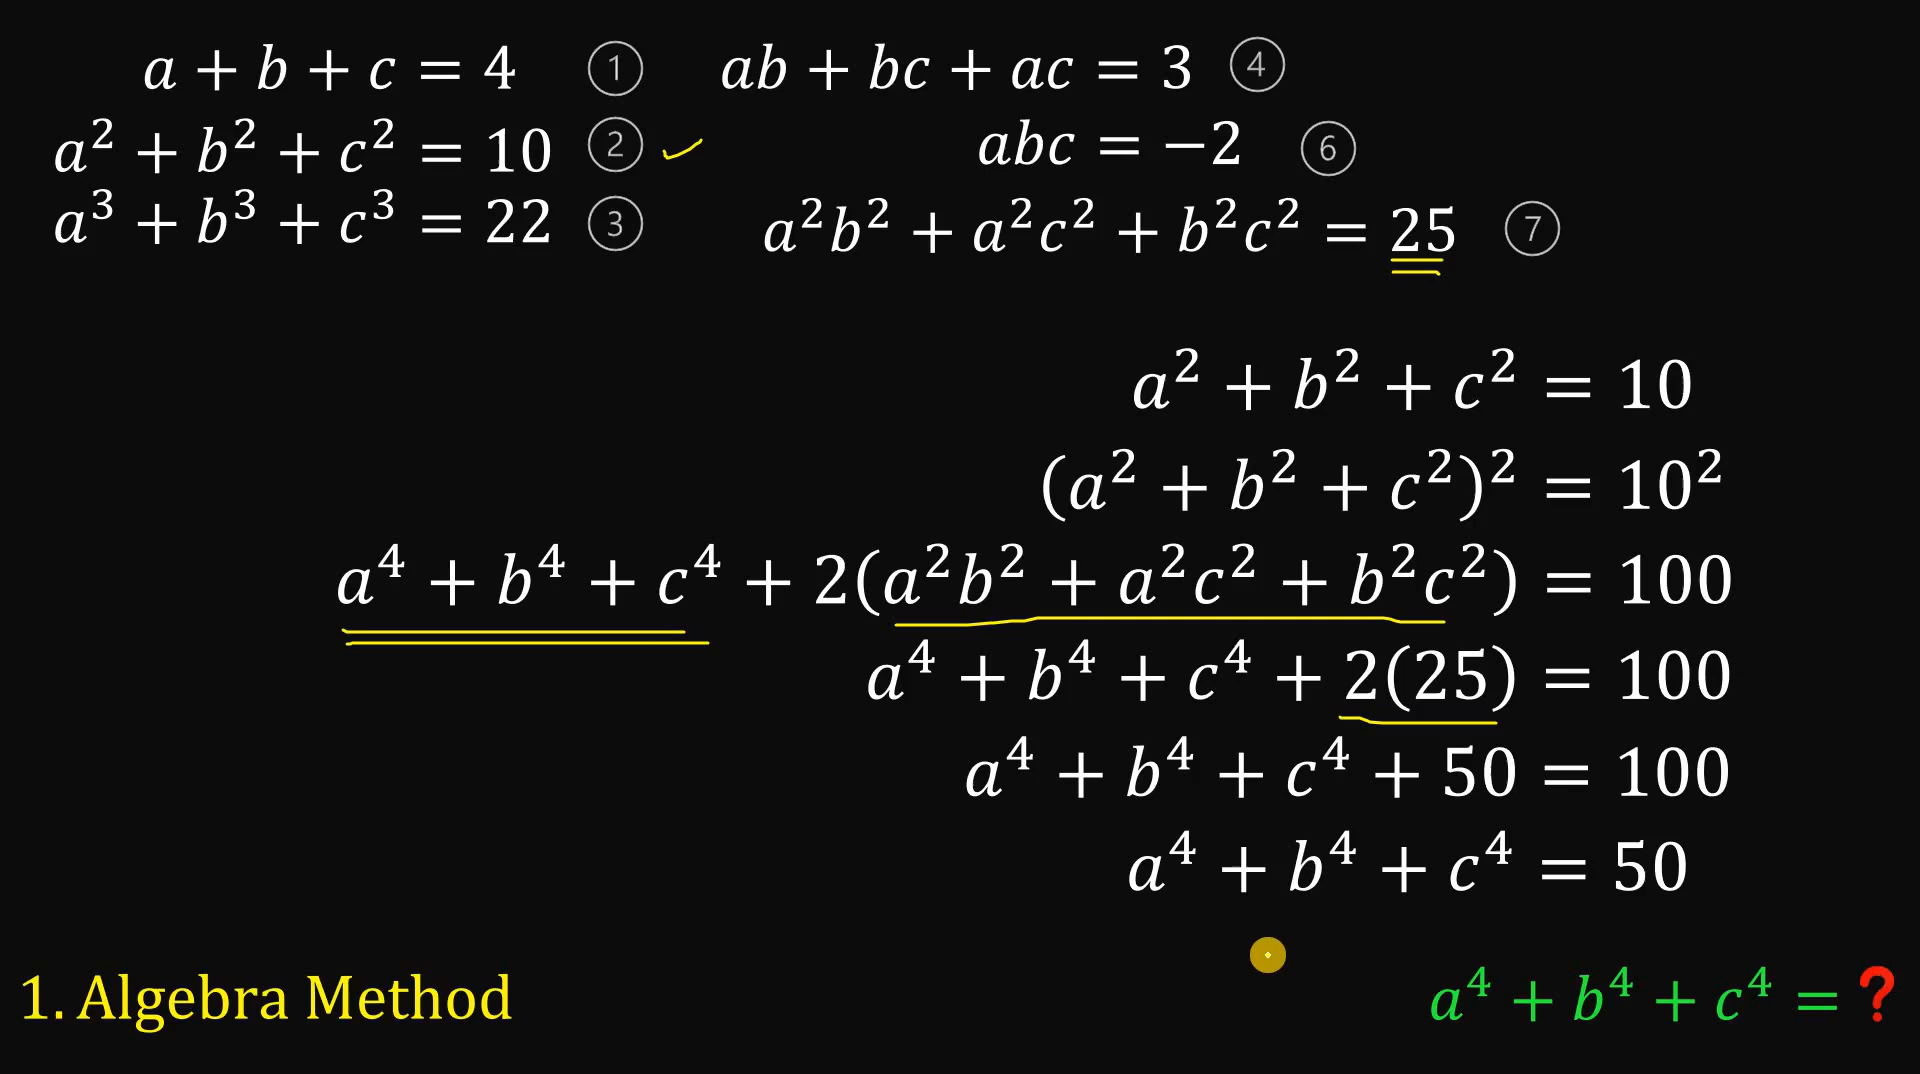 a + b + c = 4 ①
a² + b² + c² = 10 ②
a³ + b³ + c³ = 22 ③
ab + bc + ac = 3 ④
abc = −2 ⑥
a²b² + a²c² + b²c² = 25 ⑦
a² + b² + c² = 10
(a² + b² + c²)² = 10²
a⁴ + b⁴ + c⁴ + 2(a²b² + a²c² + b²c²) = 100
a⁴ + b⁴ + c⁴ + 2(25) = 100
a⁴ + b⁴ + c⁴ + 50 = 100
a⁴ + b⁴ + c⁴ = 50
1. Algebra Method
a⁴ + b⁴ + c⁴ = ?